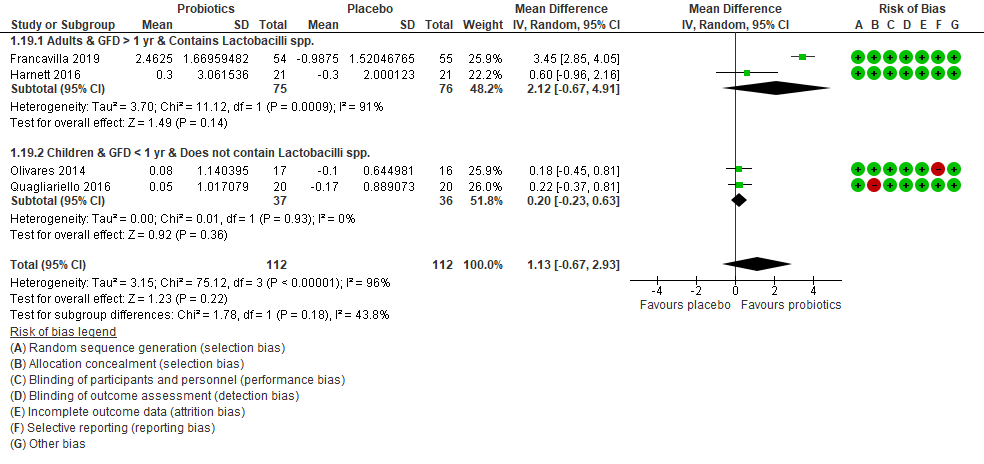 Probiotics Placebo Mean Difference Mean Difference Risk of Bias
Study or Subgroup Mean SD Total Mean SD Total Weight IV, Random, 95% CI IV, Random, 95% CI A B C D E F G
1.19.1 Adults & GFD > 1 yr & Contains Lactobacilli spp.
Francavilla 2019 2.4625 1.66959482 54 -0.9875 1.52046765 55 25.9% 3.45 [2.85, 4.05] + + + + + + +
Harnett 2016 0.3 3.061536 21 -0.3 2.000123 21 22.2% 0.60 [-0.96, 2.16] + + + + + + +
Subtotal (95% CI) 75 76 48.2% 2.12 [-0.67, 4.91]
Heterogeneity: Tau² = 3.70; Chi² = 11.12, df = 1 (P = 0.0009); I² = 91%
Test for overall effect: Z = 1.49 (P = 0.14)
1.19.2 Children & GFD < 1 yr & Does not contain Lactobacilli spp.
Olivares 2014 0.08 1.140395 17 -0.1 0.644981 16 25.9% 0.18 [-0.45, 0.81] + + + + + - +
Quagliariello 2016 0.05 1.017079 20 -0.17 0.889073 20 26.0% 0.22 [-0.37, 0.81] + - + + + + +
Subtotal (95% CI) 37 36 51.8% 0.20 [-0.23, 0.63]
Heterogeneity: Tau² = 0.00; Chi² = 0.01, df = 1 (P = 0.93); I² = 0%
Test for overall effect: Z = 0.92 (P = 0.36)
Total (95% CI) 112 112 100.0% 1.13 [-0.67, 2.93]
Heterogeneity: Tau² = 3.15; Chi² = 75.12, df = 3 (P < 0.00001); I² = 96%
Test for overall effect: Z = 1.23 (P = 0.22)
Test for subgroup differences: Chi² = 1.78, df = 1 (P = 0.18), I² = 43.8%
-4 -2 0 2 4
Favours placebo Favours probiotics
Risk of bias legend
(A) Random sequence generation (selection bias)
(B) Allocation concealment (selection bias)
(C) Blinding of participants and personnel (performance bias)
(D) Blinding of outcome assessment (detection bias)
(E) Incomplete outcome data (attrition bias)
(F) Selective reporting (reporting bias)
(G) Other bias